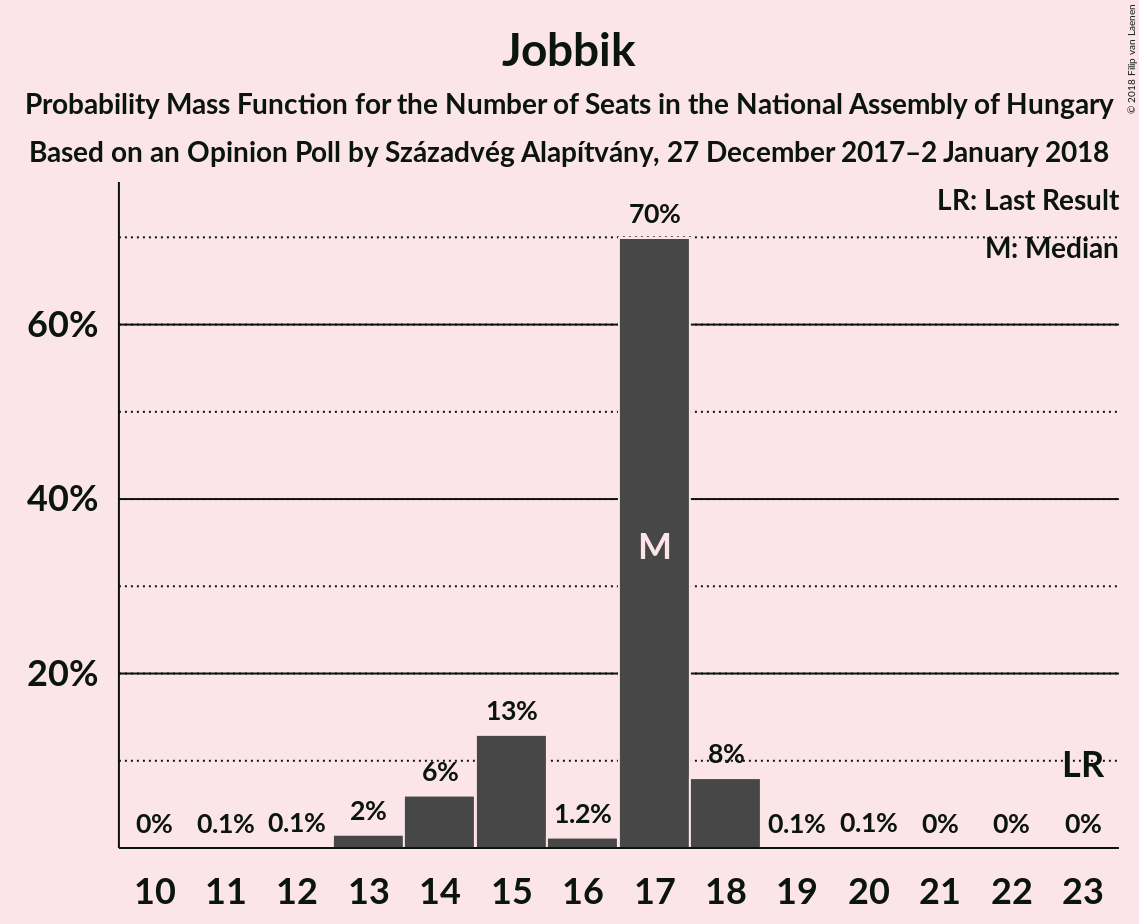 Jobbik
Probability Mass Function for the Number of Seats in the National Assembly of Hungary
Based on an Opinion Poll by Századvég Alapítvány, 27 December 2017–2 January 2018
© 2018 Filip van Laenen
LR: Last Result
M: Median
70%
60%
40%
M
20%
13%
8%
6%
LR
2%
1.2%
0%
0.1%
0.1%
0.1%
0.1%
0%
0%
0%
10 11 12 13 14 15 16 17 18 19 20 21 22 23